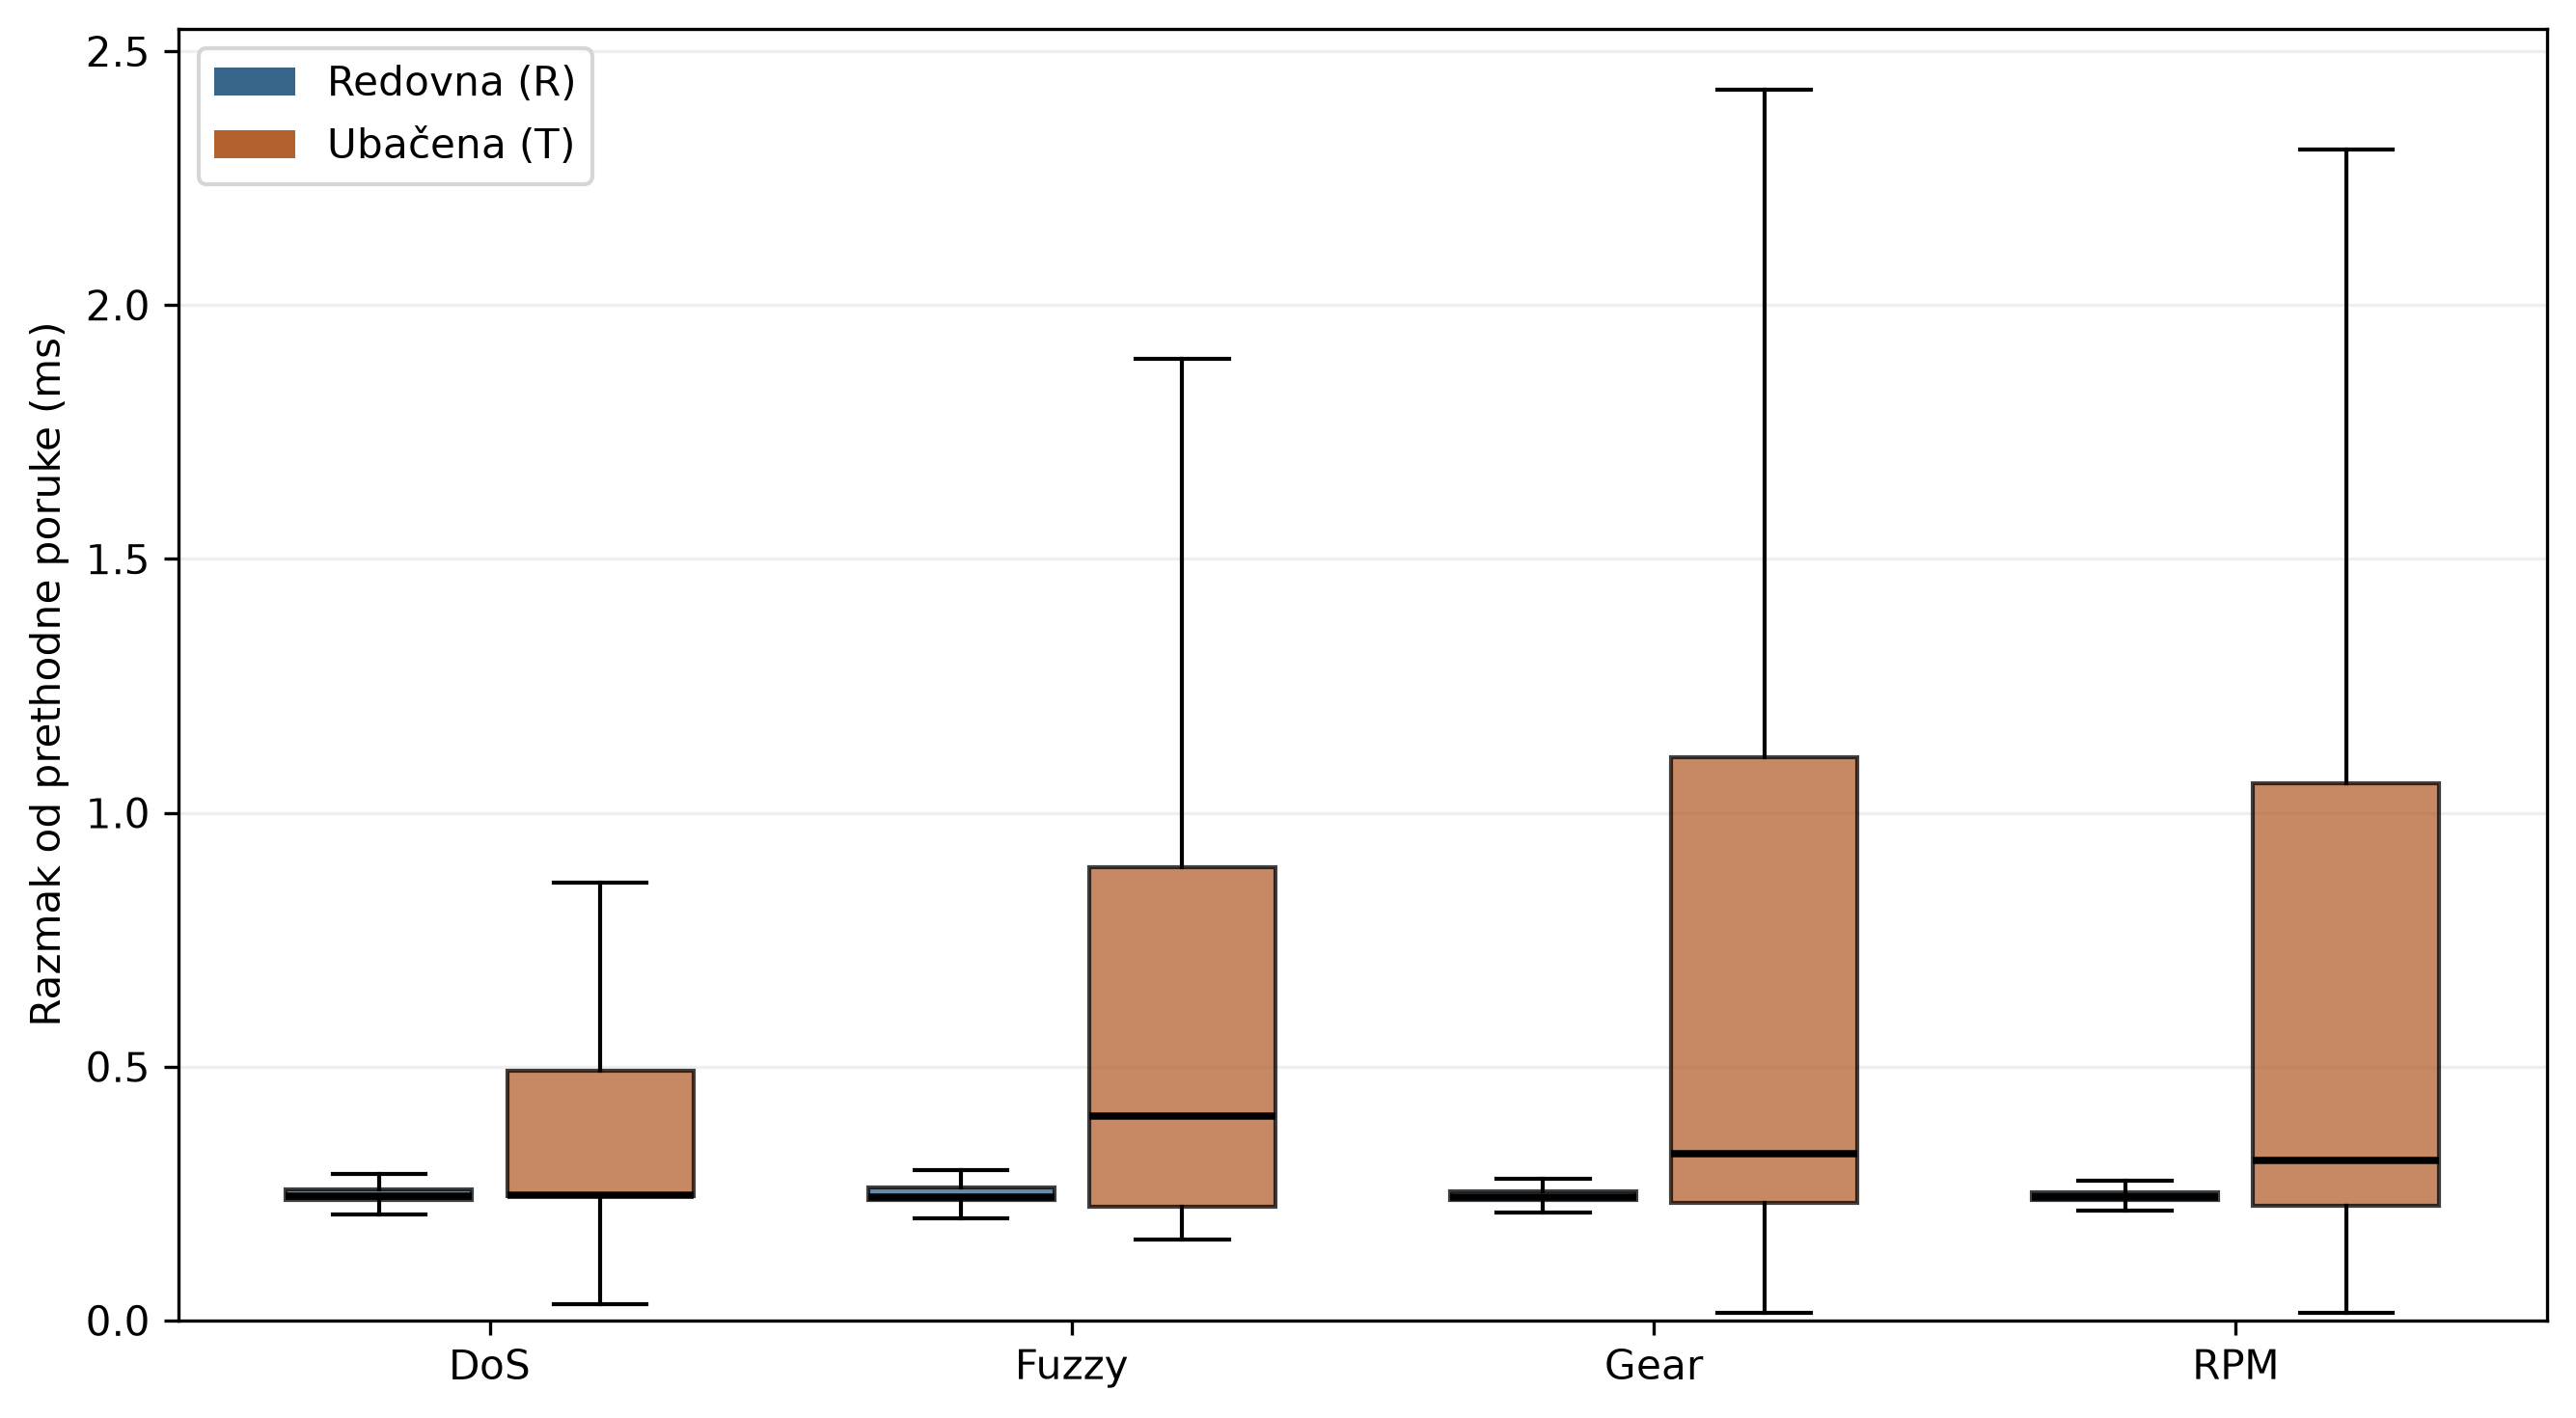 Redovna (R)
Ubačena (T)
Razmak od prethodne poruke (ms)
2.5
2.0
1.5
1.0
0.5
0.0
DoS
Fuzzy
Gear
RPM